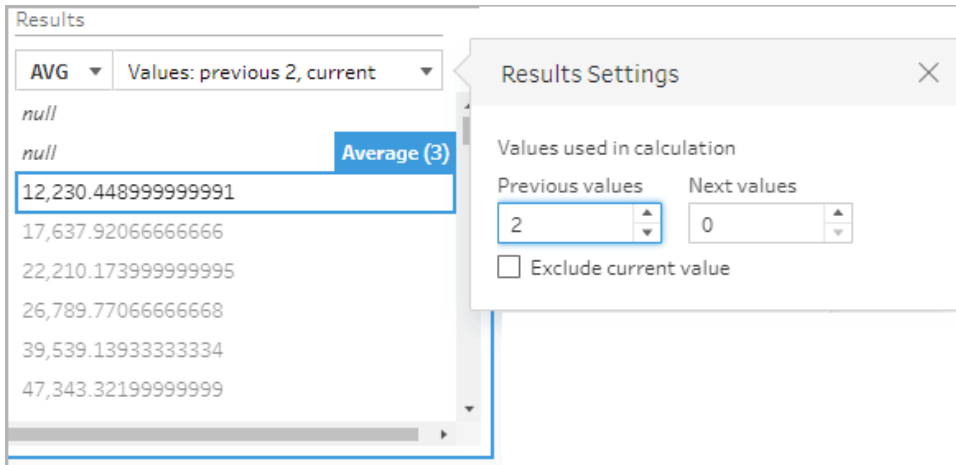 Results
AVG Values: previous 2, current
null
null Average (3)
12,230.448999999991
17,637.92066666666
22,210.173999999995
26,789.77066666668
39,539.13933333334
47,343.32199999999
Results Settings
Values used in calculation
Previous values Next values
2 0
Exclude current value